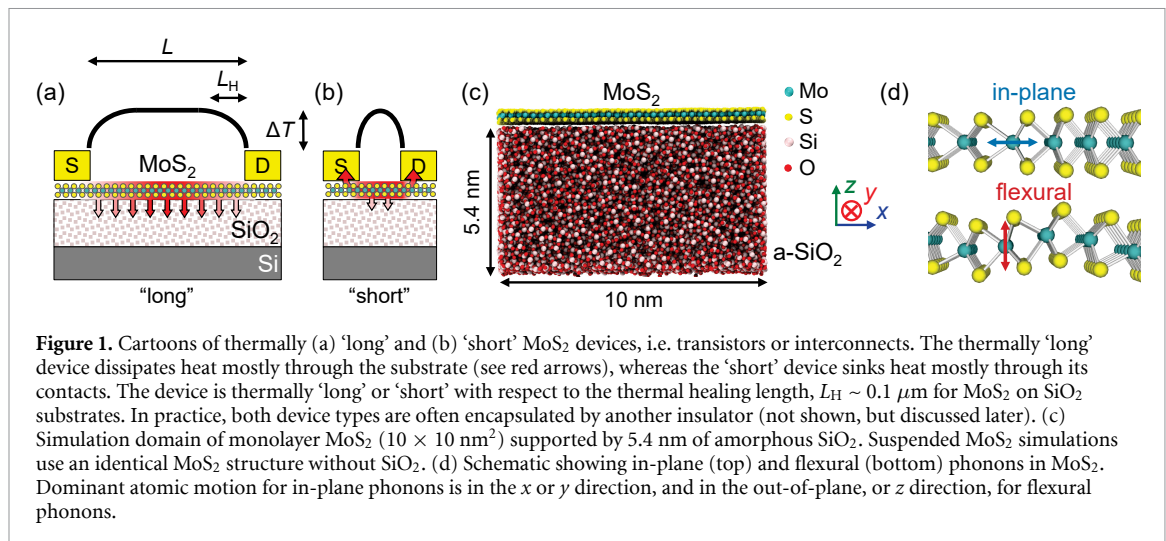 L
L_H
(a)
(b)
(c)
MoS₂
Mo
S
Si
O
(d)
in-plane
ΔT
S
MoS₂
D
S
D
5.4 nm
flexural
z
y
x
SiO₂
Si
a-SiO₂
"long"
"short"
10 nm
Figure 1. Cartoons of thermally (a) ‘long’ and (b) ‘short’ MoS₂ devices, i.e. transistors or interconnects. The thermally ‘long’
device dissipates heat mostly through the substrate (see red arrows), whereas the ‘short’ device sinks heat mostly through its
contacts. The device is thermally ‘long’ or ‘short’ with respect to the thermal healing length, L_H ∼ 0.1 μm for MoS₂ on SiO₂
substrates. In practice, both device types are often encapsulated by another insulator (not shown, but discussed later). (c)
Simulation domain of monolayer MoS₂ (10 × 10 nm²) supported by 5.4 nm of amorphous SiO₂. Suspended MoS₂ simulations
use an identical MoS₂ structure without SiO₂. (d) Schematic showing in-plane (top) and flexural (bottom) phonons in MoS₂.
Dominant atomic motion for in-plane phonons is in the x or y direction, and in the out-of-plane, or z direction, for flexural
phonons.